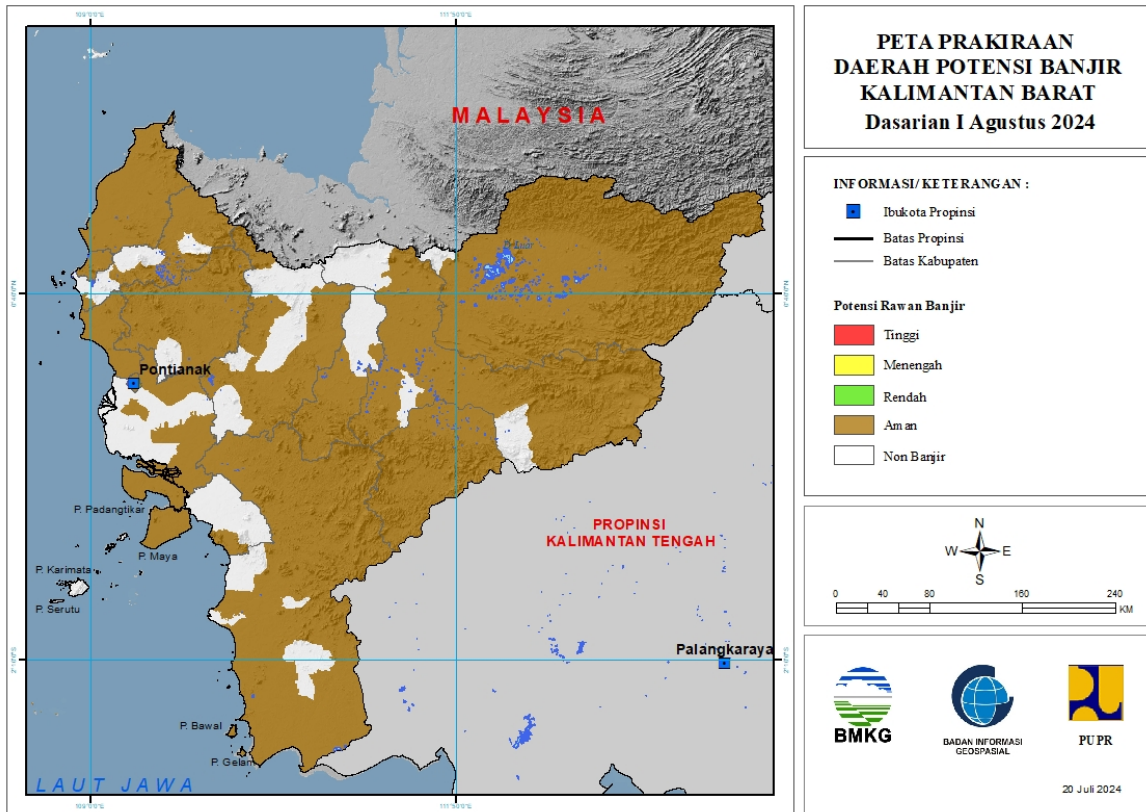 PETA PRAKIRAAN
DAERAH POTENSI BANJIR
KALIMANTAN BARAT
Dasarian I Agustus 2024
INFORMASI/ KETERANGAN :
Ibukota Propinsi
Batas Propinsi
Batas Kabupaten
Potensi Rawan Banjir
Tinggi
Menengah
Rendah
Aman
Non Banjir
N
W E
S
0 40 80 160 240
KM
BMKG
BADAN INFORMASI
GEOSPASIAL
PUPR
20 Juli 2024
MALAYSIA
Pontianak
P. Padangtikar
P. Maya
P. Karimata
P. Serutu
PROPINSI
KALIMANTAN TENGAH
Palangkaraya
P. Bawal
P. Gelam
LAUT JAWA